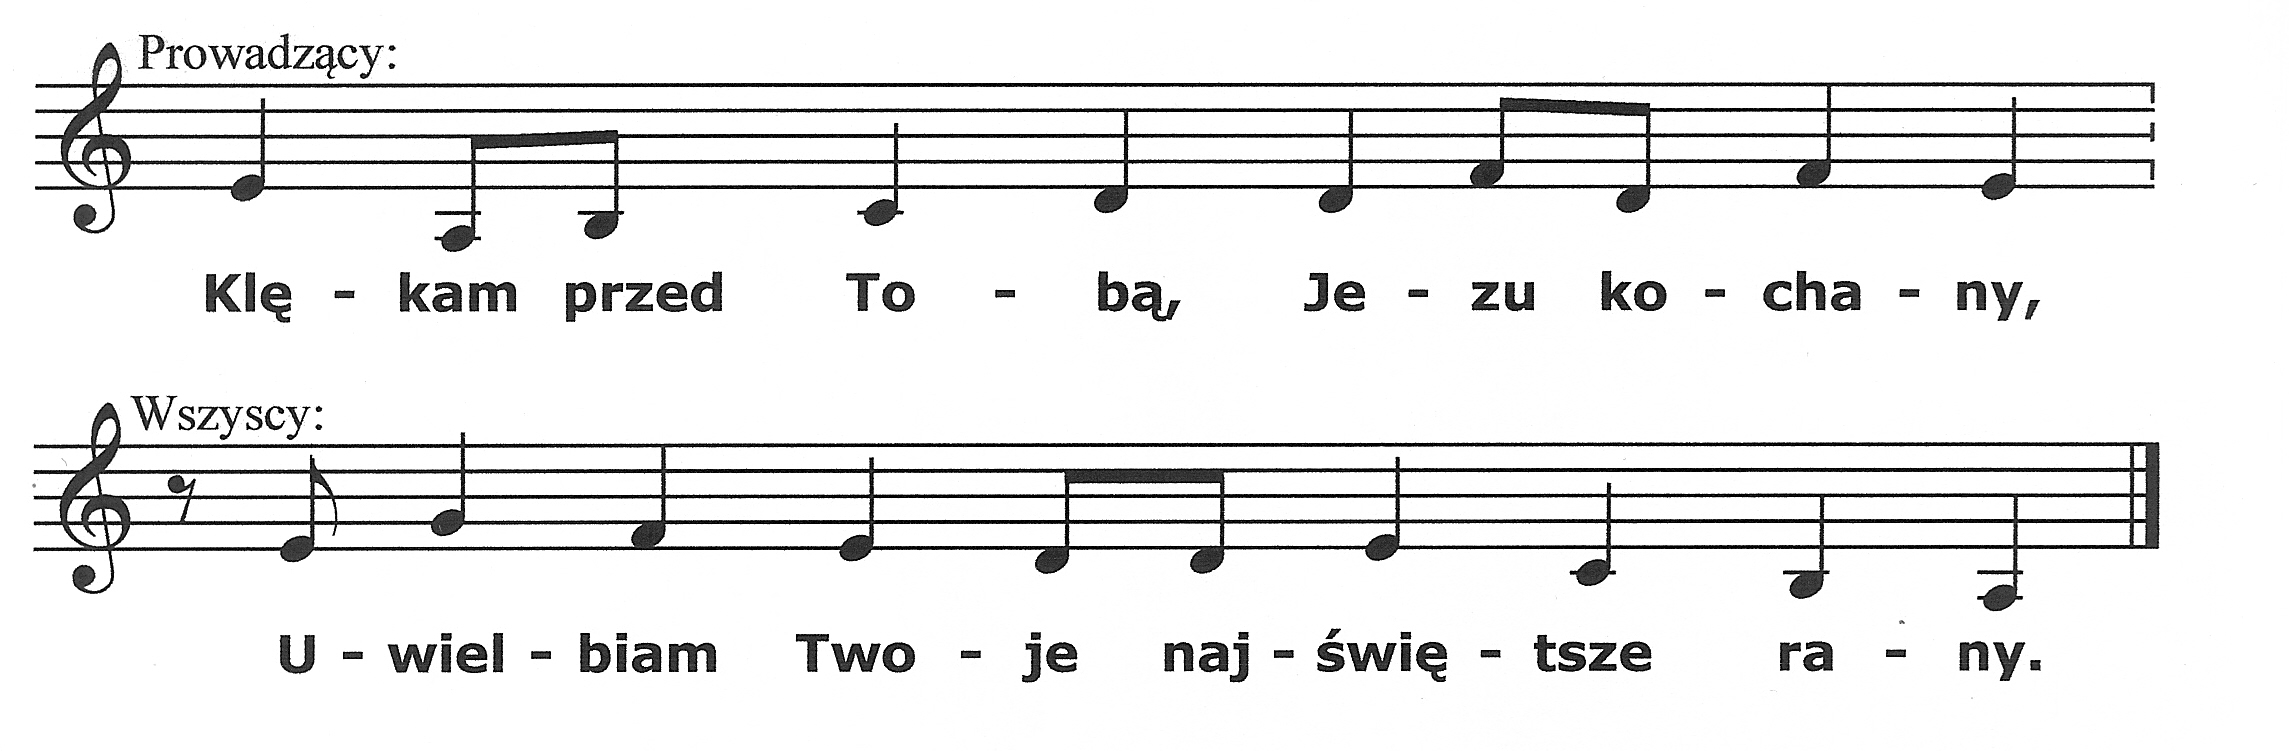 Prowadzący:
Klę - kam przed To - bą, Je - zu ko - cha - ny,
Wszyscy:
U - wiel - biam Two - je naj - świę - tsze ra - ny.